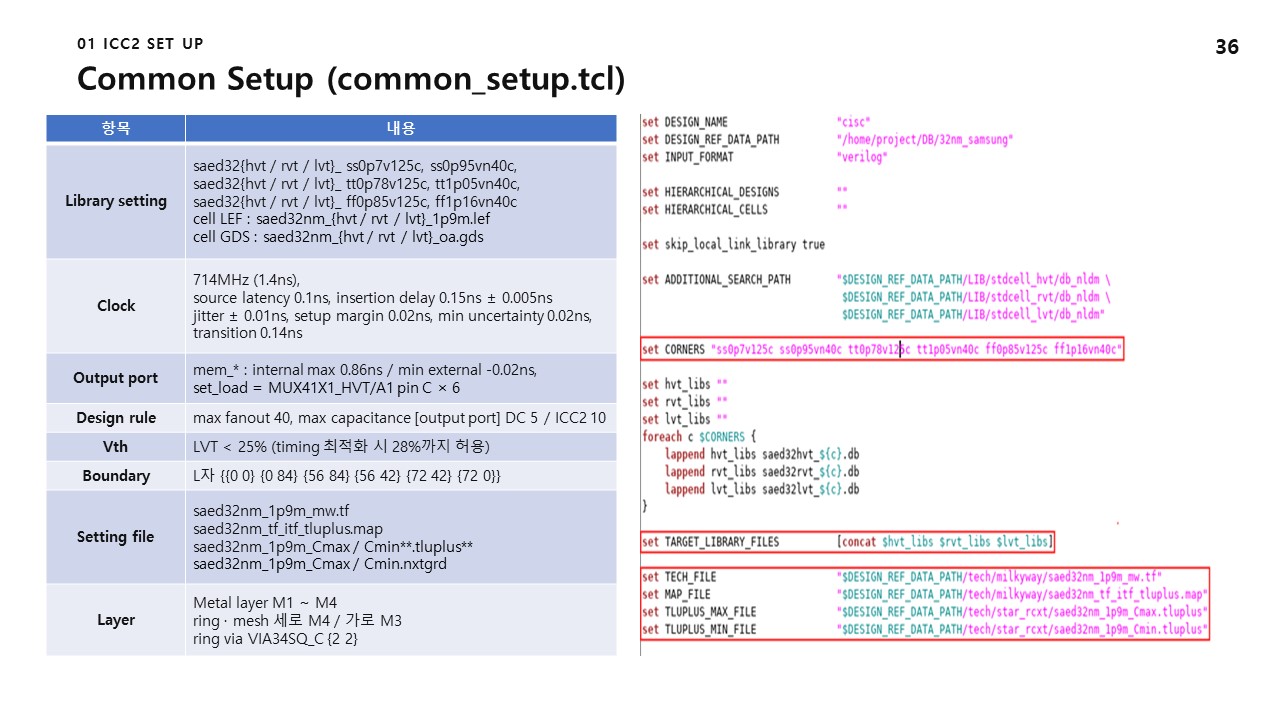 01 ICC2 SET UP
36
Common Setup (common_setup.tcl)
항목 내용
Library setting
saed32{hvt / rvt / lvt}_ ss0p7v125c, ss0p95vn40c,
saed32{hvt / rvt / lvt}_ tt0p78v125c, tt1p05vn40c,
saed32{hvt / rvt / lvt}_ ff0p85v125c, ff1p16vn40c
cell LEF : saed32nm_{hvt / rvt / lvt}_1p9m.lef
cell GDS : saed32nm_{hvt / rvt / lvt}_oa.gds
Clock
714MHz (1.4ns),
source latency 0.1ns, insertion delay 0.15ns ± 0.005ns
jitter ± 0.01ns, setup margin 0.02ns, min uncertainty 0.02ns,
transition 0.14ns
Output port
mem_* : internal max 0.86ns / min external -0.02ns,
set_load = MUX41X1_HVT/A1 pin C × 6
Design rule
max fanout 40, max capacitance [output port] DC 5 / ICC2 10
Vth
LVT < 25% (timing 최적화 시 28%까지 허용)
Boundary
L자 {{0 0} {0 84} {56 84} {56 42} {72 42} {72 0}}
Setting file
saed32nm_1p9m_mw.tf
saed32nm_tf_itf_tluplus.map
saed32nm_1p9m_Cmax / Cmin**.tluplus**
saed32nm_1p9m_Cmax / Cmin.nxtgrd
Layer
Metal layer M1 ~ M4
ring · mesh 세로 M4 / 가로 M3
ring via VIA34SQ_C {2 2}
set DESIGN_NAME "cisc"
set DESIGN_REF_DATA_PATH "/home/project/DB/32nm_samsung"
set INPUT_FORMAT "verilog"
set HIERARCHICAL_DESIGNS ""
set HIERARCHICAL_CELLS ""
set skip_local_link_library true
set ADDITIONAL_SEARCH_PATH "$DESIGN_REF_DATA_PATH/LIB/stdcell_hvt/db_nldm \
$DESIGN_REF_DATA_PATH/LIB/stdcell_rvt/db_nldm \
$DESIGN_REF_DATA_PATH/LIB/stdcell_lvt/db_nldm"
set CORNERS "ss0p7v125c ss0p95vn40c tt0p78v125c tt1p05vn40c ff0p85v125c ff1p16vn40c"
set hvt_libs ""
set rvt_libs ""
set lvt_libs ""
foreach c $CORNERS {
lappend hvt_libs saed32hvt_${c}.db
lappend rvt_libs saed32rvt_${c}.db
lappend lvt_libs saed32lvt_${c}.db
}
set TARGET_LIBRARY_FILES [concat $hvt_libs $rvt_libs $lvt_libs]
set TECH_FILE "$DESIGN_REF_DATA_PATH/tech/milkyway/saed32nm_1p9m_mw.tf"
set MAP_FILE "$DESIGN_REF_DATA_PATH/tech/milkyway/saed32nm_tf_itf_tluplus.map"
set TLUPLUS_MAX_FILE "$DESIGN_REF_DATA_PATH/tech/star_rcxt/saed32nm_1p9m_Cmax.tluplus"
set TLUPLUS_MIN_FILE "$DESIGN_REF_DATA_PATH/tech/star_rcxt/saed32nm_1p9m_Cmin.tluplus"